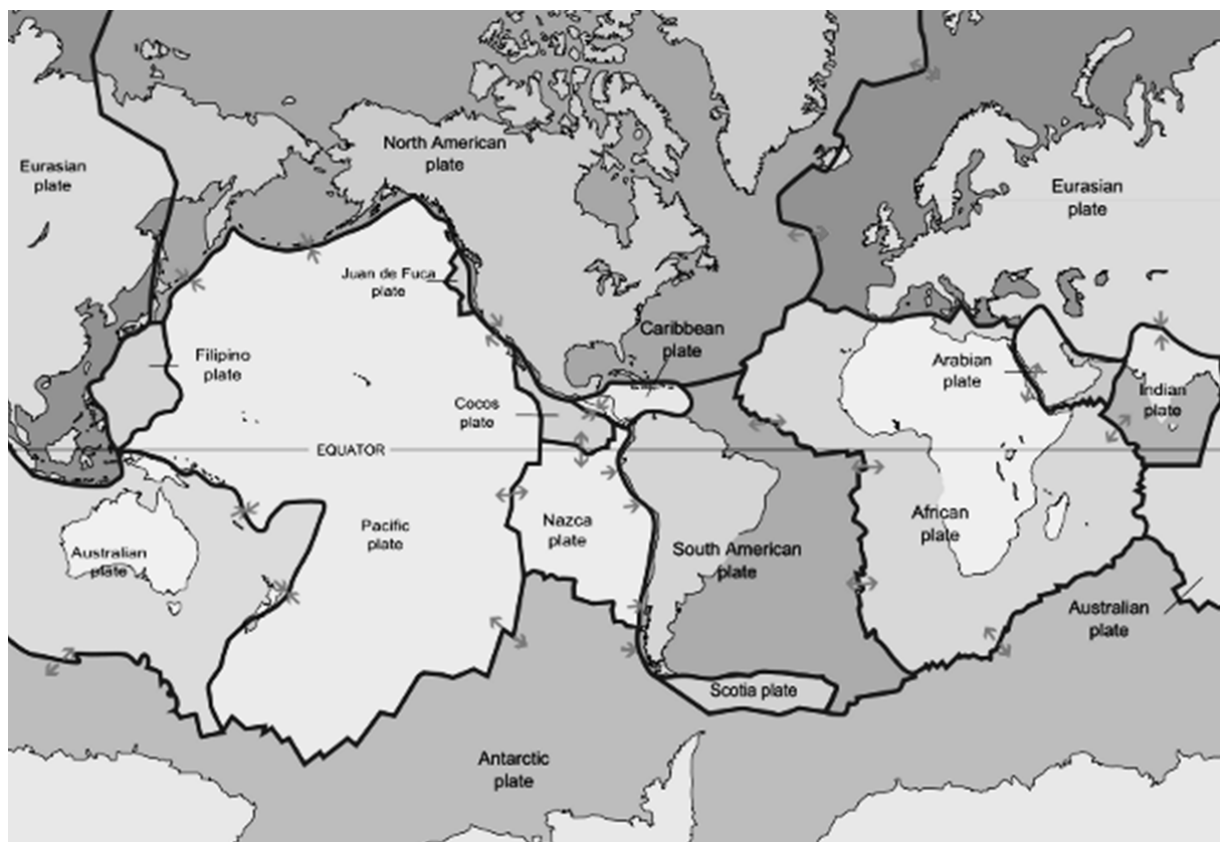 North American
plate
Eurasian
plate
Eurasian
plate
Juan de Fuca
plate
Caribbean
plate
Filipino
plate
Arabian
plate
Indian
plate
Cocos
plate
EQUATOR
Pacific
plate
Nazca
plate
African
plate
Australian
plate
South American
plate
Australian
plate
Scotia plate
Antarctic
plate